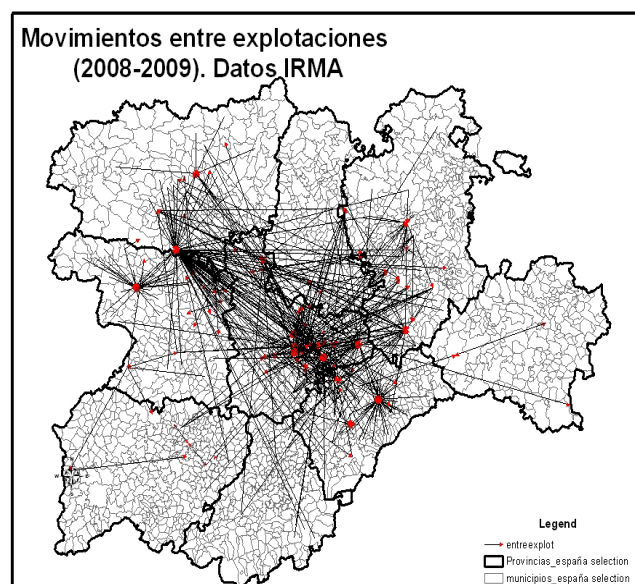 Movimientos entre explotaciones
(2008-2009). Datos IRMA
Legend
entreexplot
Provincias_españa selection
municipios_españa selection